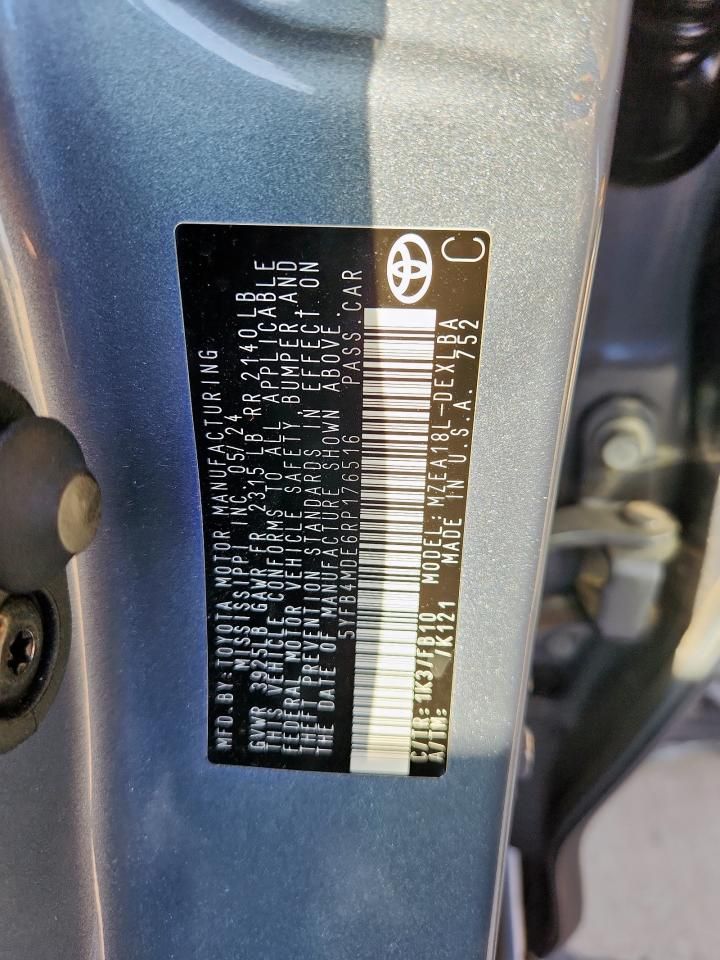 MFD.BY:TOYOTA MOTOR MANUFACTURING
MISSISSIPPI INC. 05/24
GVWR 3925LB GAWR FR 2315 LB RR 2140LB
THIS VEHICLE CONFORMS TO ALL APPLICABLE
FEDERAL MOTOR VEHICLE SAFETY, BUMPER,AND
THEFT PREVENTION STANDARDS IN EFFECT ON
THE DATE OF MANUFACTURE SHOWN ABOVE.
5YFB4MDE6RP176516 PASS.CAR
C/TR: 1K3/FB10 MODEL: MZEA18L-DEXLBA
A/TM: /K121 MADE IN U.S.A. 752 C